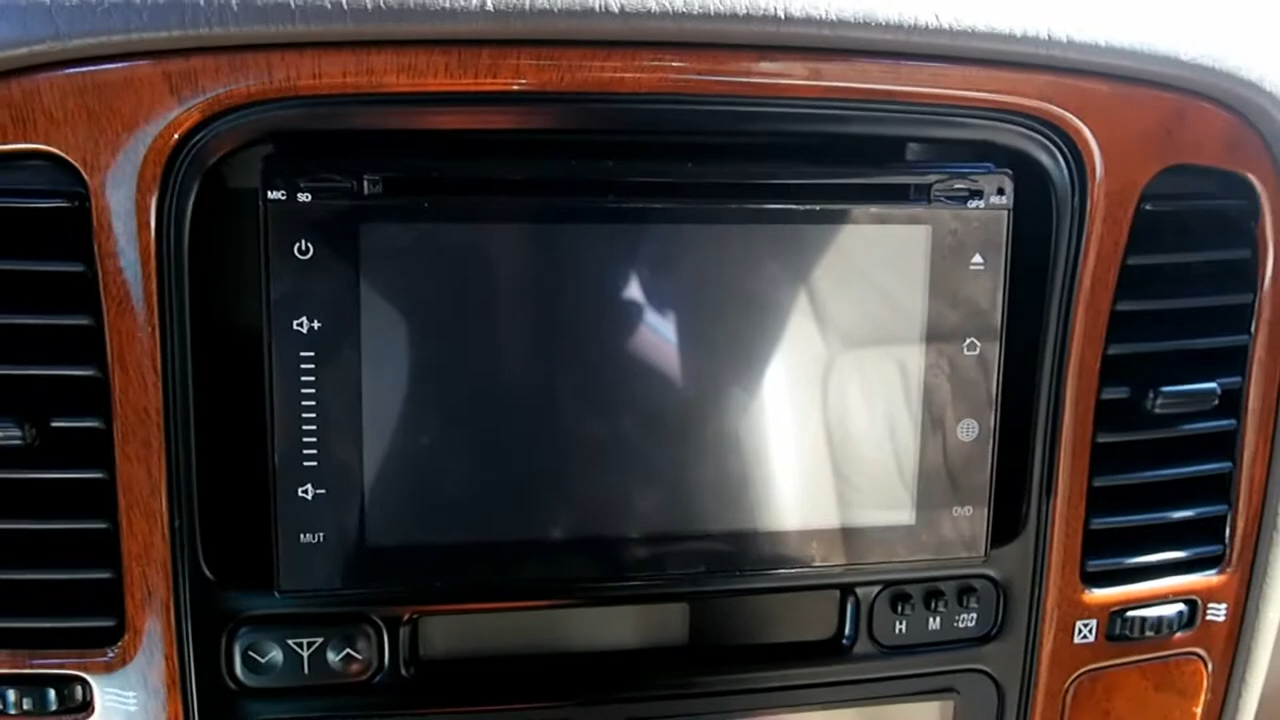 MIC SD
GPS RES
MUT
DVD
H M :00